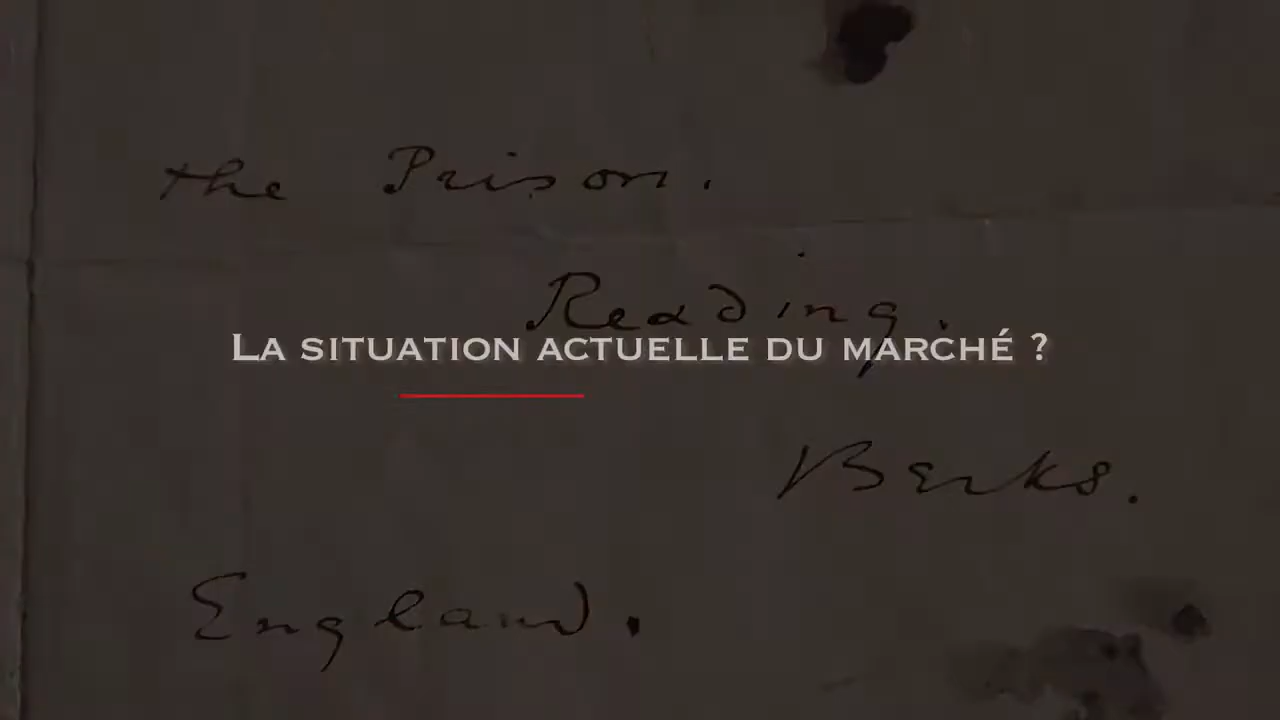 the Prison.
Reading.
La situation actuelle du marché ?
Berks.
England.